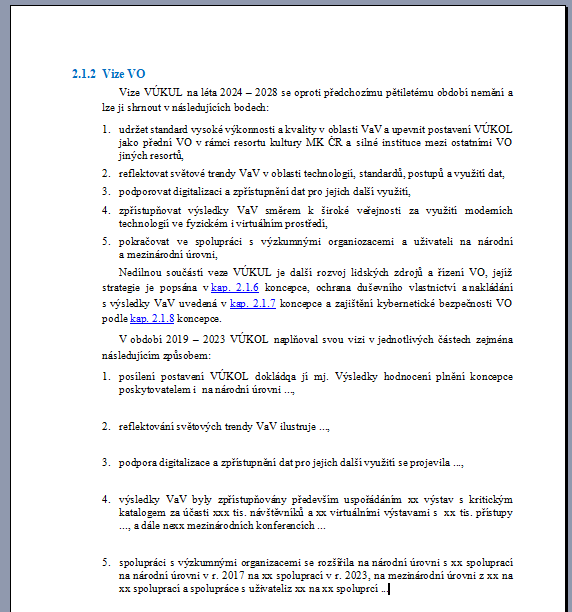 2.1.2 Vize VO
Vize VÚKUL na léta 2024 – 2028 se oproti předchozímu pětiletému období nemění a
lze ji shrnout v následujících bodech:
1. udržet standard vysoké výkonnosti a kvality v oblasti VaV a upevnit postavení VÚKOL
jako přední VO v rámci resortu kultury MK ČR a silné instituce mezi ostatními VO
jiných resortů,
2. reflektovat světové trendy VaV v oblasti technologií, standardů, postupů a využití dat,
3. podporovat digitalizaci a zpřístupnění dat pro jejich další využití,
4. zpřístupňovat výsledky VaV směrem k široké veřejnosti za využití moderních
technologií ve fyzickém i virtuálním prostředí,
5. pokračovat ve spolupráci s výzkumnými organiozacemi a uživateli na národní
a mezinárodní úrovni,
Nedílnou součástí veze VÚKUL je další rozvoj lidských zdrojů a řízení VO, jejíž
strategie je popsána v kap. 2.1.6 koncepce, ochrana duševního vlastnictví a nakládání
s výsledky VaV uvedená v kap. 2.1.7 koncepce a zajištění kybernetické bezpečnosti VO
podle kap. 2.1.8 koncepce.
V období 2019 – 2023 VÚKOL naplňoval svou vizi v jednotlivých částech zejména
následujícím způsobem:
1. posílení postavení VÚKOL dokládqa jí mj. Výsledky hodnocení plnění koncepce
poskytovatelem i na národní úrovni ...,
2. reflektování světových trendy VaV ilustruje ...,
3. podpora digitalizace a zpřístupnění dat pro jejich další využití se projevila ...,
4. výsledky VaV byly zpřístupňovány především uspořádáním xx výstav s kritickým
katalogem za účasti xxx tis. návštěvníků a xx virtuálními výstavami s xx tis. přístupy
..., a dále nexx mezinárodních konferencích ...
5. spolupráci s výzkumnými organizacemi se rozšířila na národní úrovni s xx spoluprací
na národní úrovni v r. 2017 na xx spoluprací v r. 2023, na mezinárodní úrovni z xx na
xx spoluprací a spolupráce s uživateliz xx na xx spoluprcí ...